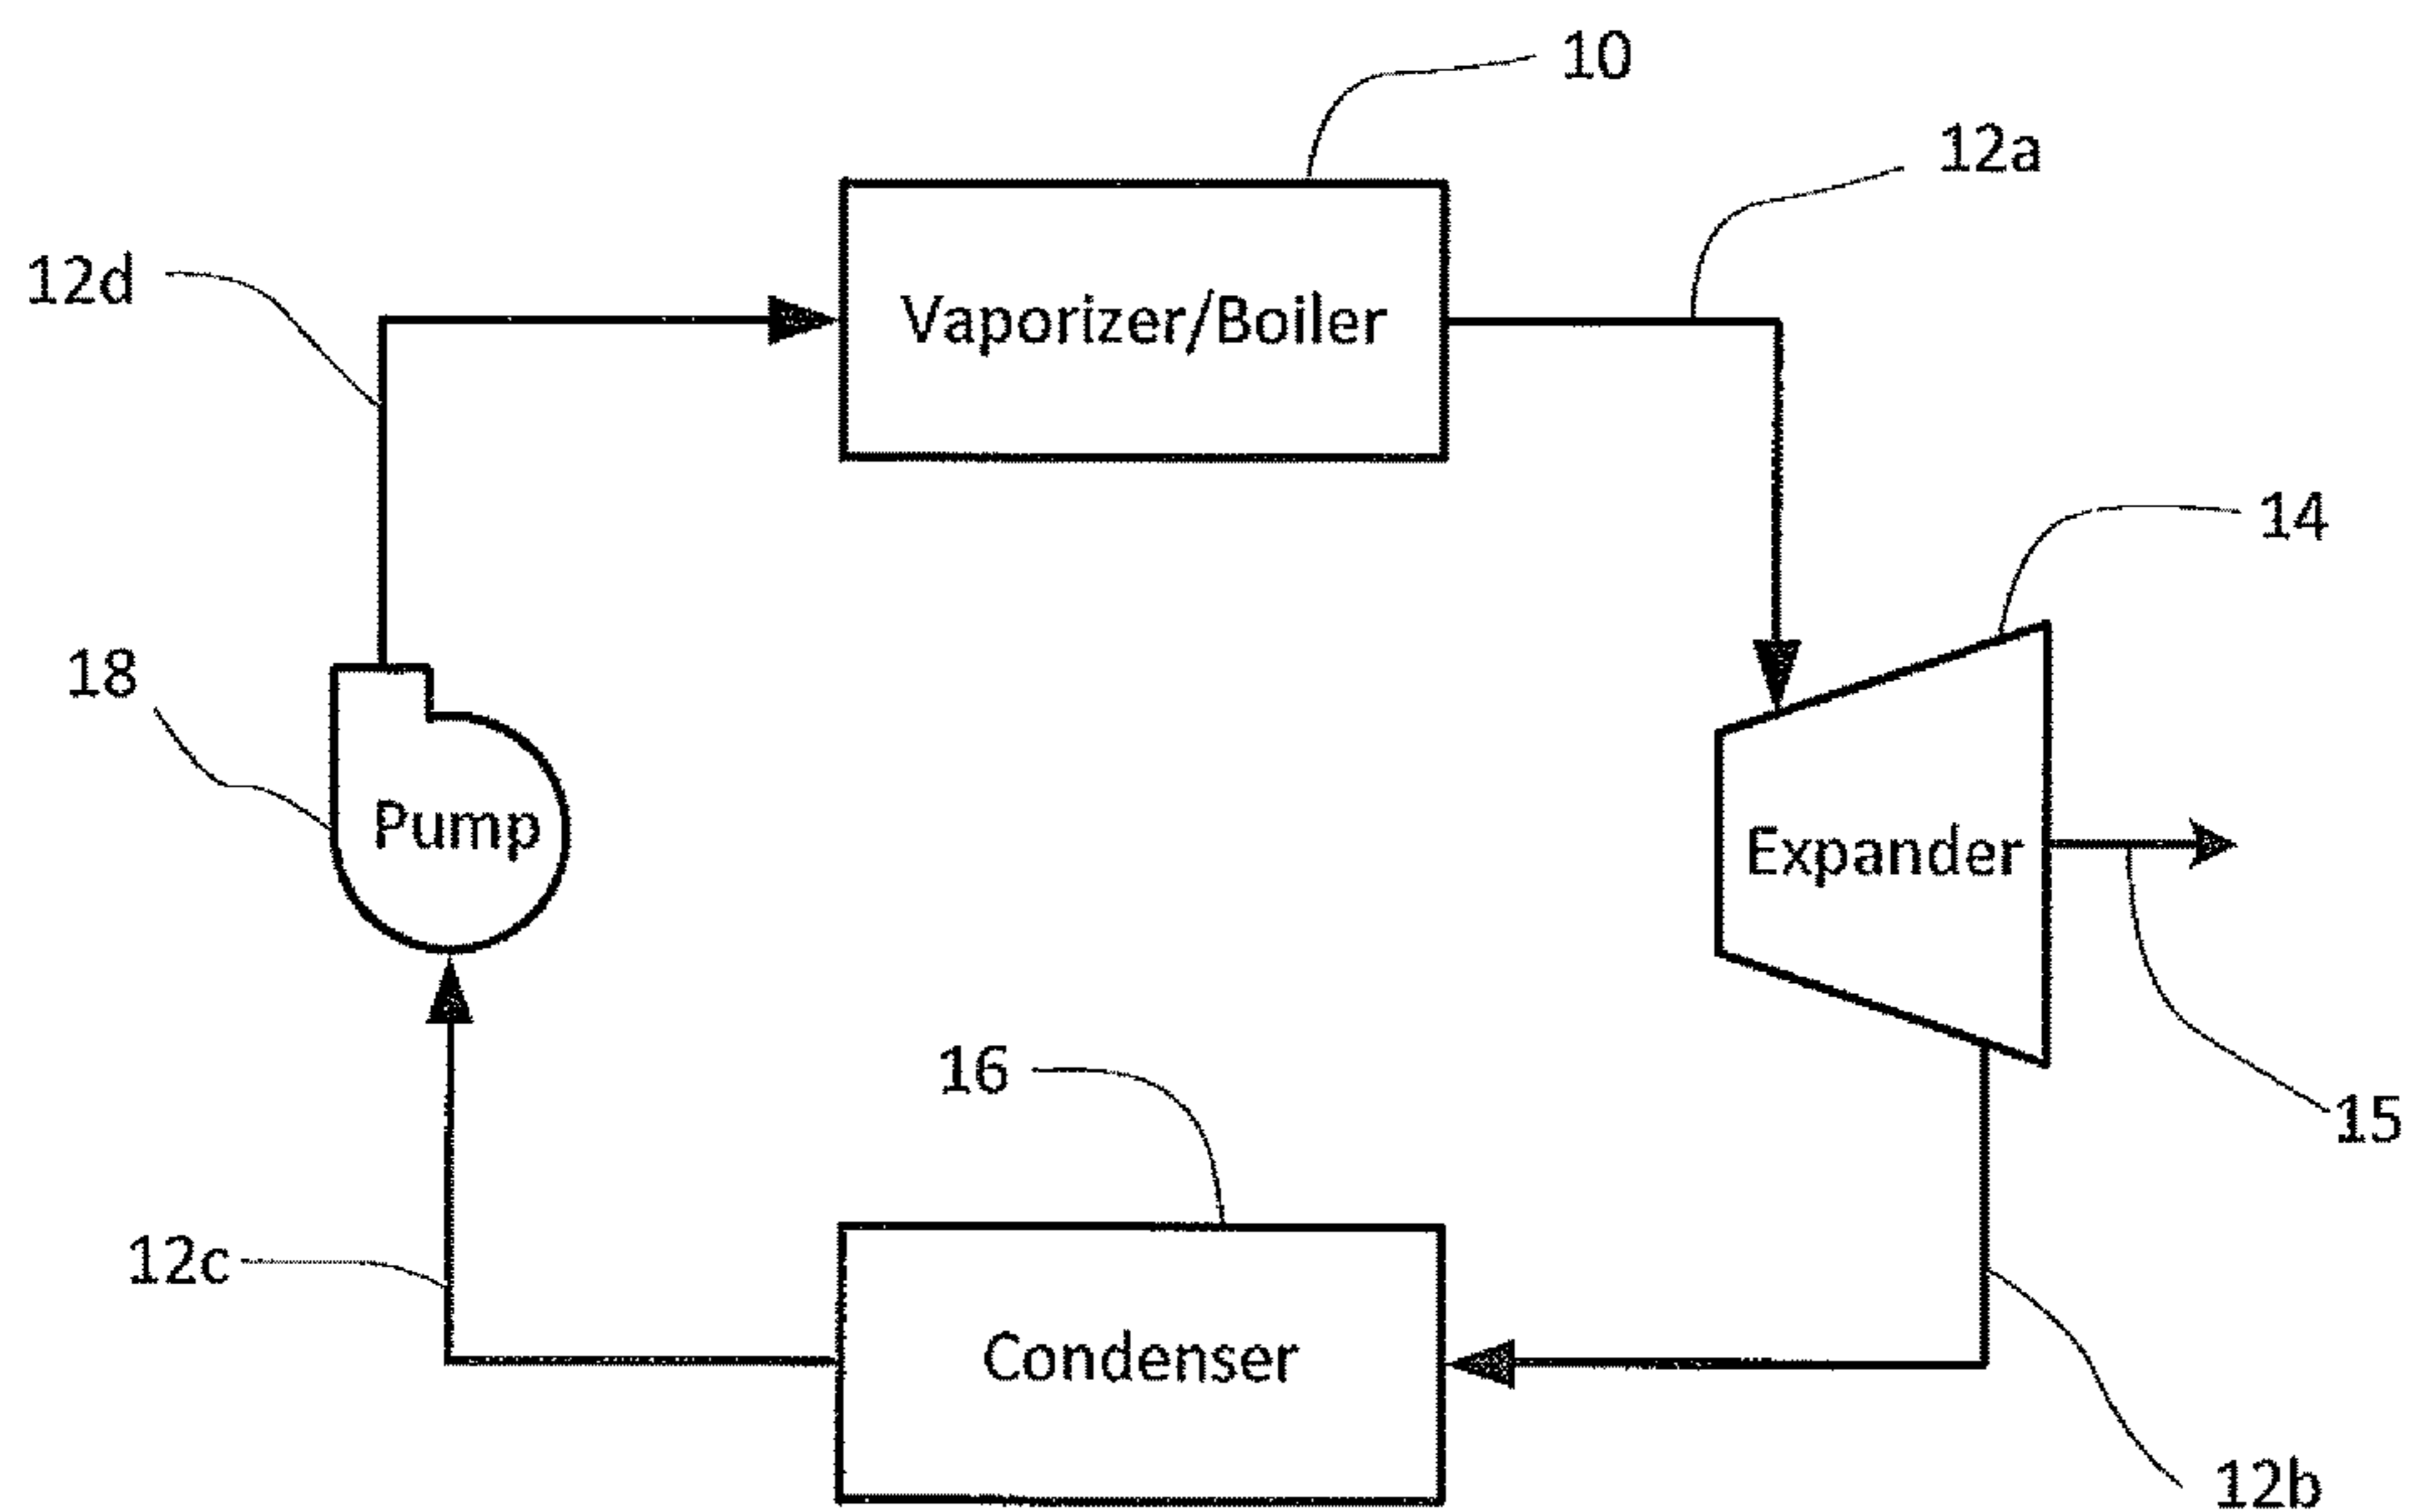 10
12a
12d
Vaporizer/Boiler
14
18
Pump
Expander
16
15
12c
Condenser
12b